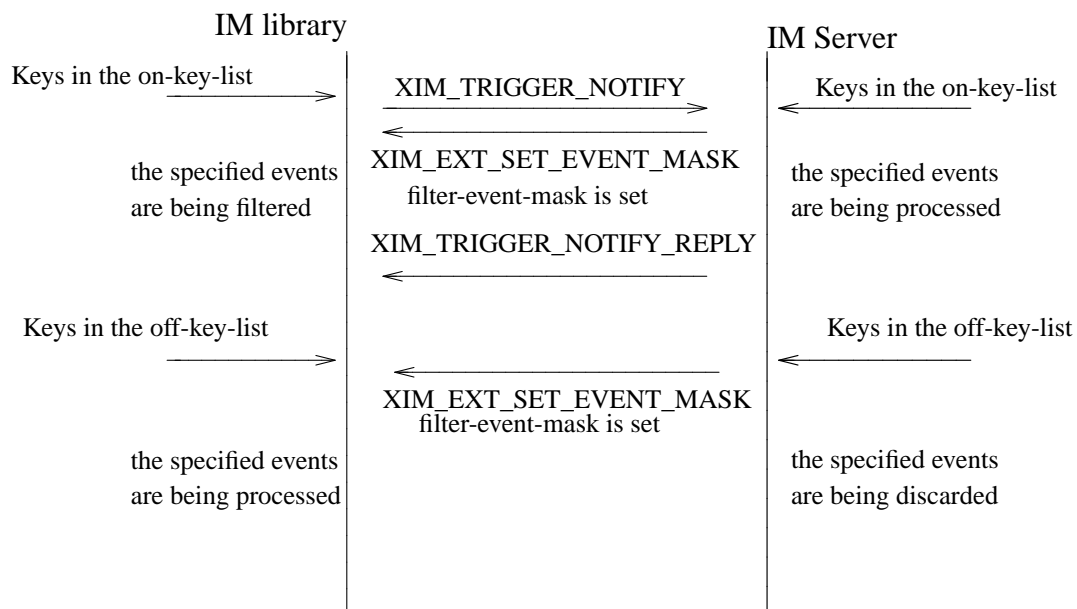 IM library
IM Server
Keys in the on-key-list
XIM_TRIGGER_NOTIFY
Keys in the on-key-list
XIM_EXT_SET_EVENT_MASK
filter-event-mask is set
the specified events
are being filtered
the specified events
are being processed
XIM_TRIGGER_NOTIFY_REPLY
Keys in the off-key-list
Keys in the off-key-list
XIM_EXT_SET_EVENT_MASK
filter-event-mask is set
the specified events
are being processed
the specified events
are being discarded